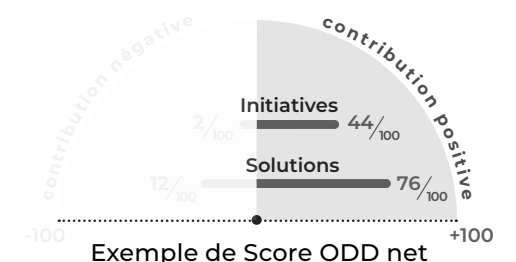 contribution négative
contribution positive
Initiatives
2/100
44/100
Solutions
12/100
76/100
-100
+100
Exemple de Score ODD net